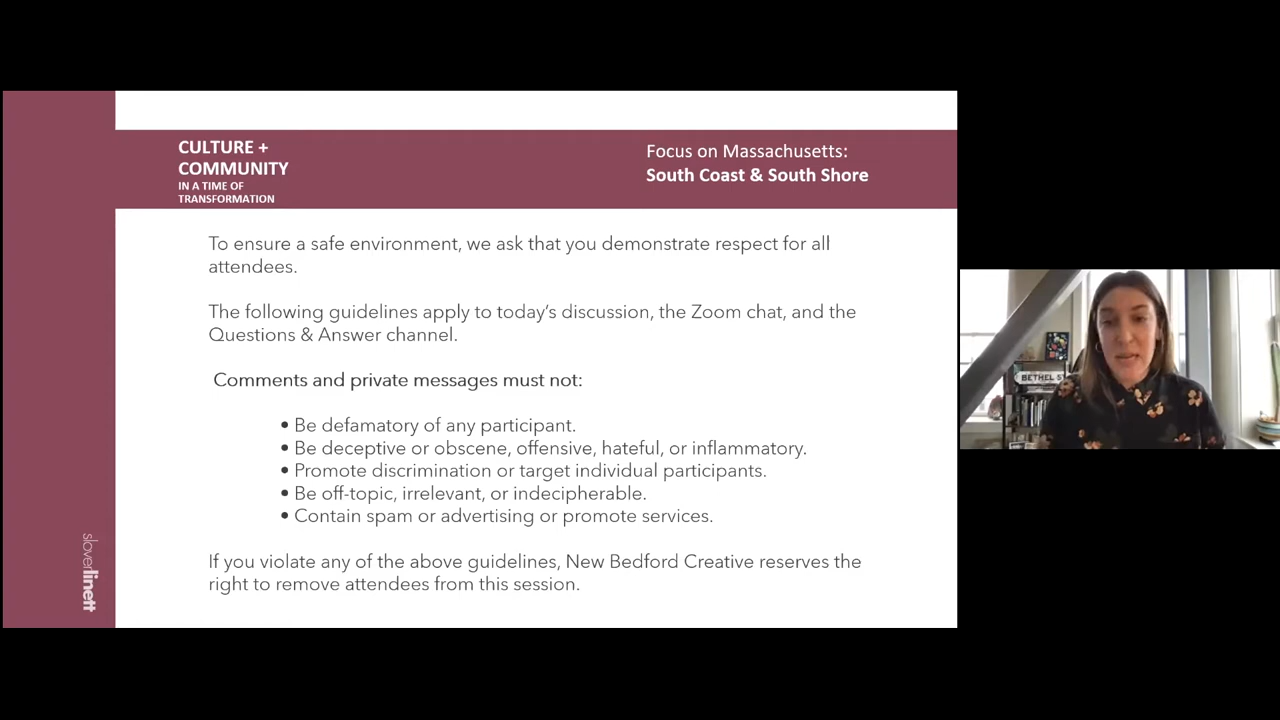 CULTURE +
COMMUNITY
IN A TIME OF
TRANSFORMATION
Focus on Massachusetts:
South Coast & South Shore
To ensure a safe environment, we ask that you demonstrate respect for all
attendees.
The following guidelines apply to today's discussion, the Zoom chat, and the
Questions & Answer channel.
Comments and private messages must not:
• Be defamatory of any participant.
• Be deceptive or obscene, offensive, hateful, or inflammatory.
• Promote discrimination or target individual participants.
• Be off-topic, irrelevant, or indecipherable.
• Contain spam or advertising or promote services.
If you violate any of the above guidelines, New Bedford Creative reserves the
right to remove attendees from this session.
sloverlinett
BETHEL ST